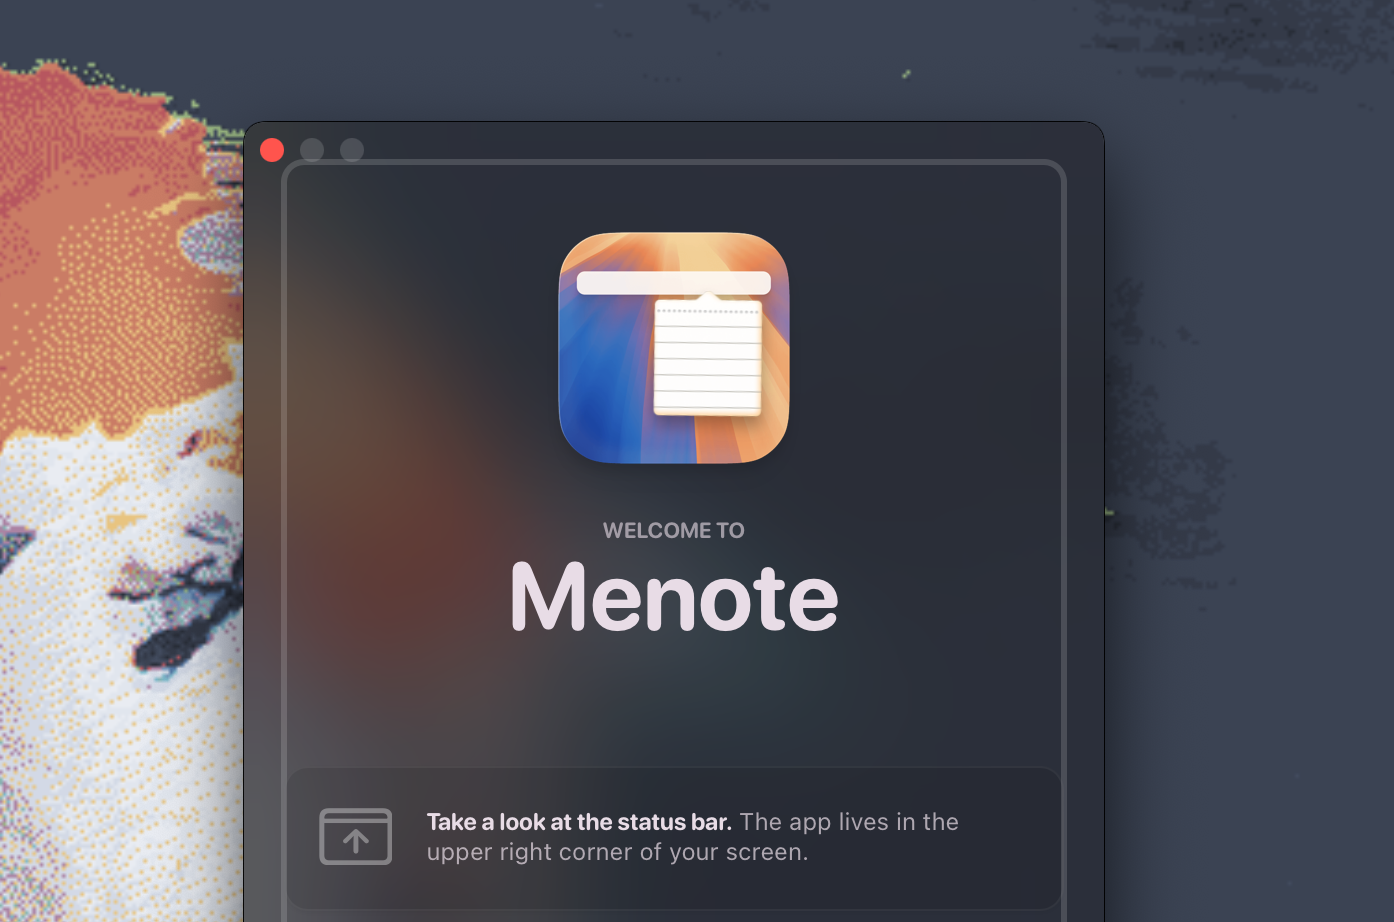 WELCOME TO
Menote
Take a look at the status bar. The app lives in the
upper right corner of your screen.